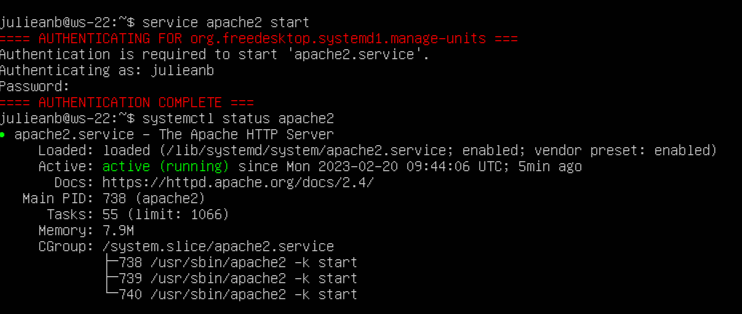 julieanb@ws-22:~$ service apache2 start
==== AUTHENTICATING FOR org.freedesktop.systemd1.manage-units ===
Authentication is required to start 'apache2.service'.
Authenticating as: julieanb
Password:
==== AUTHENTICATION COMPLETE ===
julieanb@ws-22:~$ systemctl status apache2
● apache2.service - The Apache HTTP Server
     Loaded: loaded (/lib/systemd/system/apache2.service; enabled; vendor preset: enabled)
     Active: active (running) since Mon 2023-02-20 09:44:06 UTC; 5min ago
       Docs: https://httpd.apache.org/docs/2.4/
   Main PID: 738 (apache2)
      Tasks: 55 (limit: 1066)
     Memory: 7.9M
     CGroup: /system.slice/apache2.service
             ├─738 /usr/sbin/apache2 -k start
             ├─739 /usr/sbin/apache2 -k start
             └─740 /usr/sbin/apache2 -k start